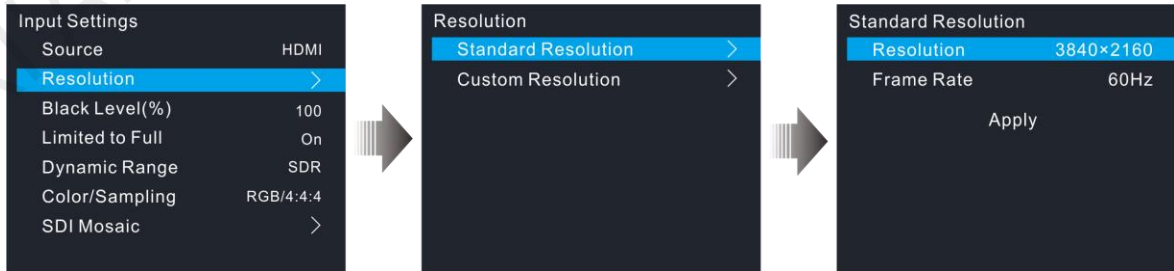 Input Settings
Source HDMI
Resolution >
Black Level(%) 100
Limited to Full On
Dynamic Range SDR
Color/Sampling RGB/4:4:4
SDI Mosaic >
Resolution
Standard Resolution >
Custom Resolution >
Standard Resolution
Resolution 3840×2160
Frame Rate 60Hz
Apply